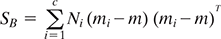 S_B = \sum_{i=1}^{c} N_i (m_i - m) (m_i - m)^T